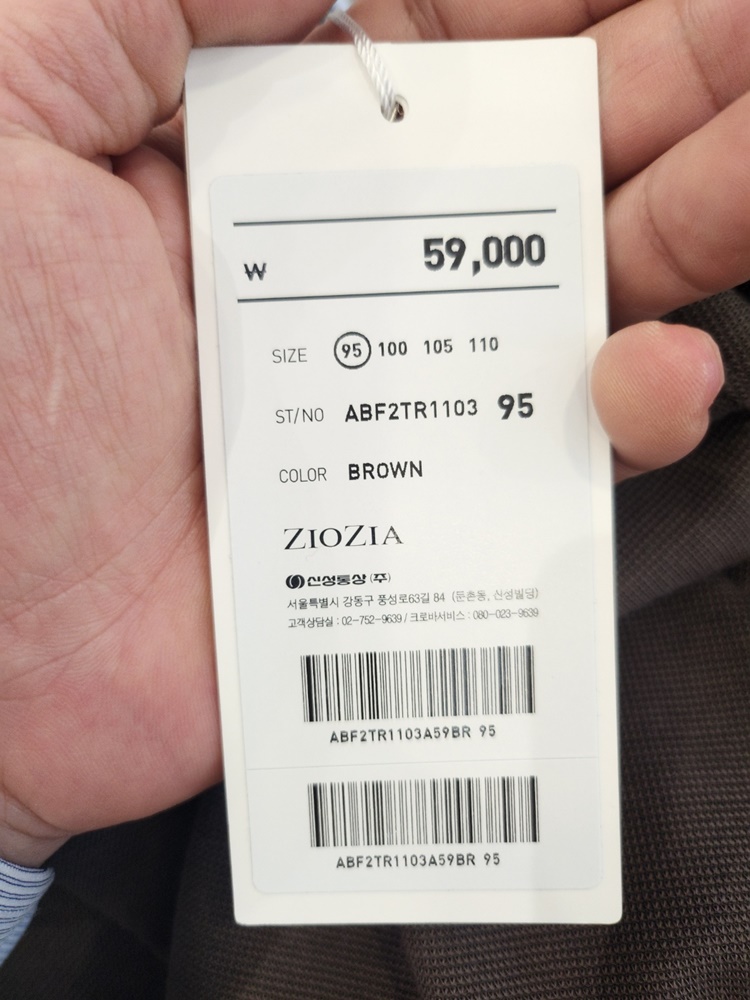 ₩ 59,000
SIZE 95 100 105 110
ST/NO ABF2TR1103 95
COLOR BROWN
ZIOZIA
신성통상 (주)
서울특별시 강동구 풍성로63길 84 (둔촌동, 신성빌딩)
고객상담실 : 02-752-9639 / 크로바서비스 : 080-023-9639
ABF2TR1103A59BR 95
ABF2TR1103A59BR 95